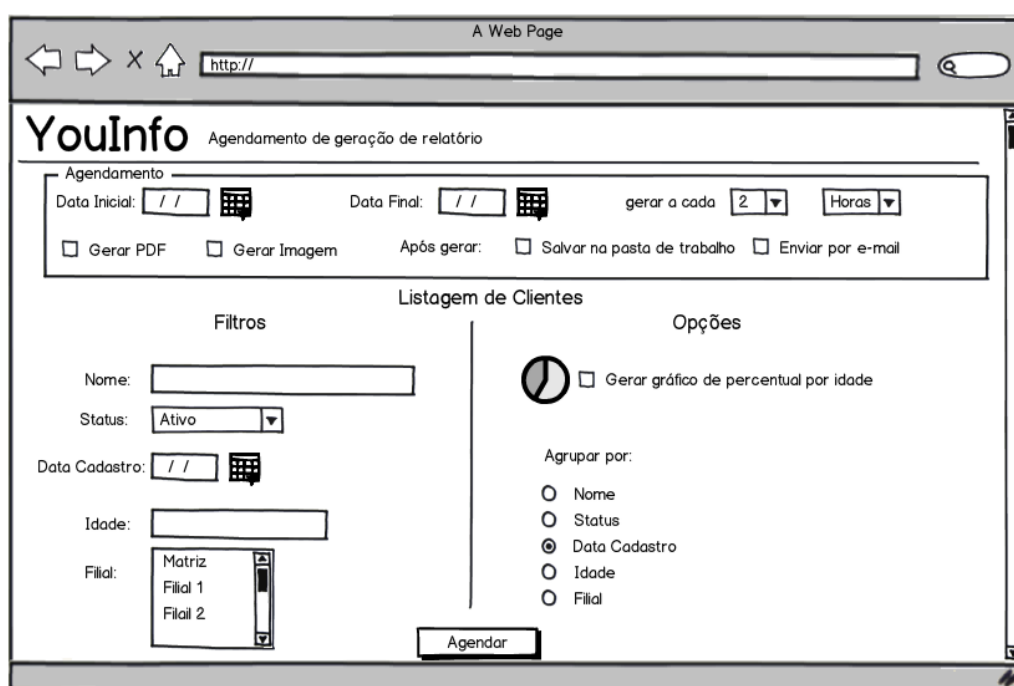 A Web Page
http://
YouInfo Agendamento de geração de relatório
Agendamento
Data Inicial: / / Data Final: / / gerar a cada 2 Horas
Gerar PDF Gerar Imagem Após gerar: Salvar na pasta de trabalho Enviar por e-mail
Listagem de Clientes
Filtros
Nome:
Status: Ativo
Data Cadastro: / /
Idade:
Filial:
Matriz
Filial 1
Filail 2
Opções
Gerar gráfico de percentual por idade
Agrupar por:
Nome
Status
Data Cadastro
Idade
Filial
Agendar